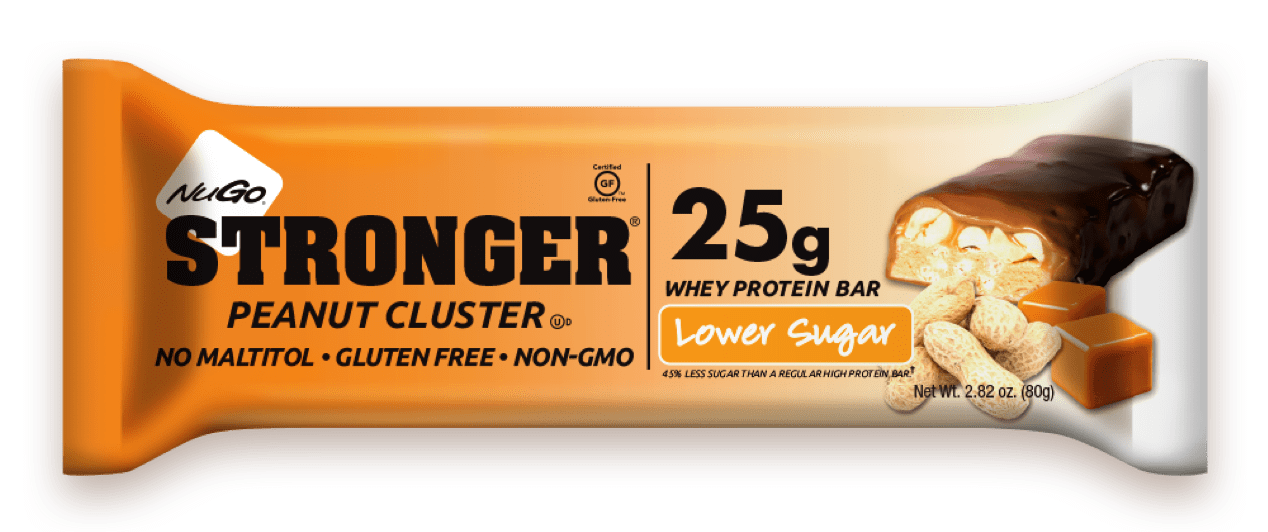 NuGo®
STRONGER®
PEANUT CLUSTER Ⓤ D
NO MALTITOL • GLUTEN FREE • NON-GMO
Certified
GF
Gluten-Free™
25g
WHEY PROTEIN BAR
Lower Sugar
45% LESS SUGAR THAN A REGULAR HIGH PROTEIN BAR.†
Net Wt. 2.82 oz. (80g)